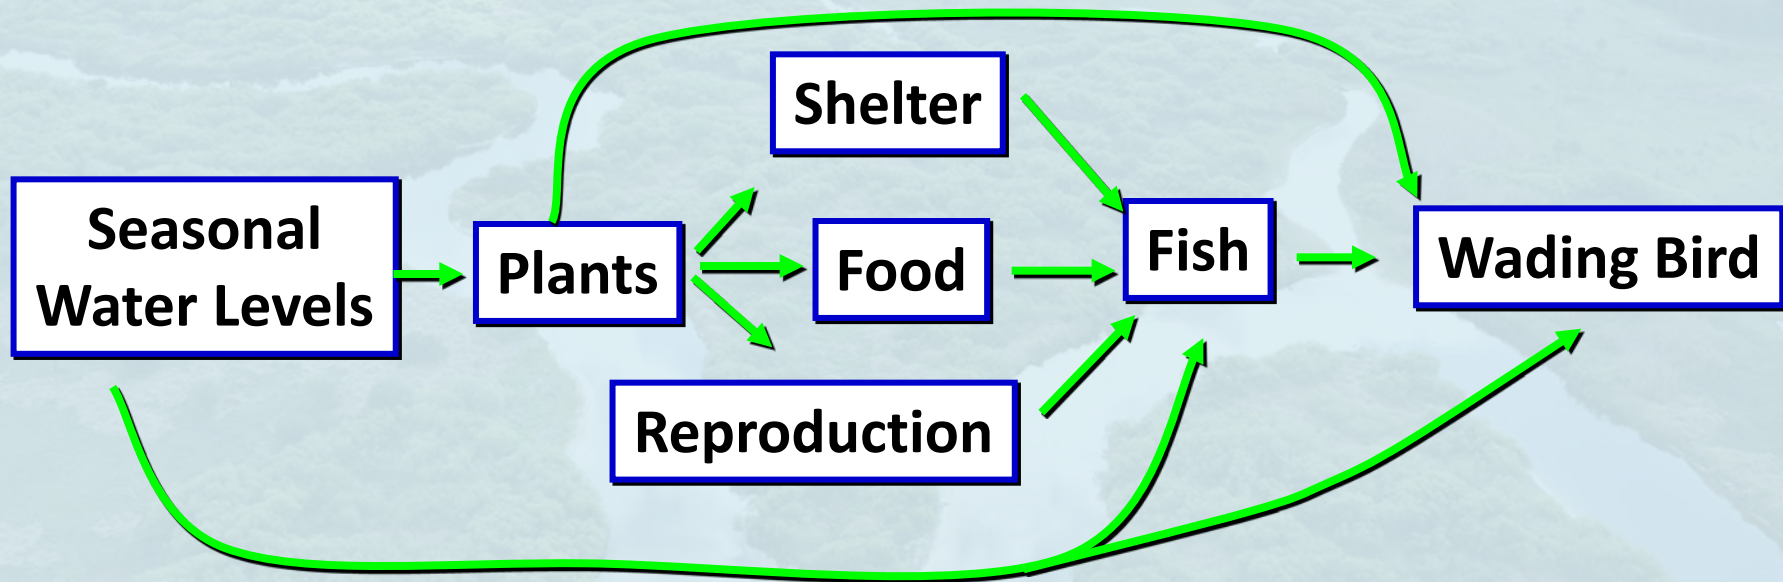 Shelter
Seasonal
Water Levels
Plants
Food
Fish
Wading Bird
Reproduction